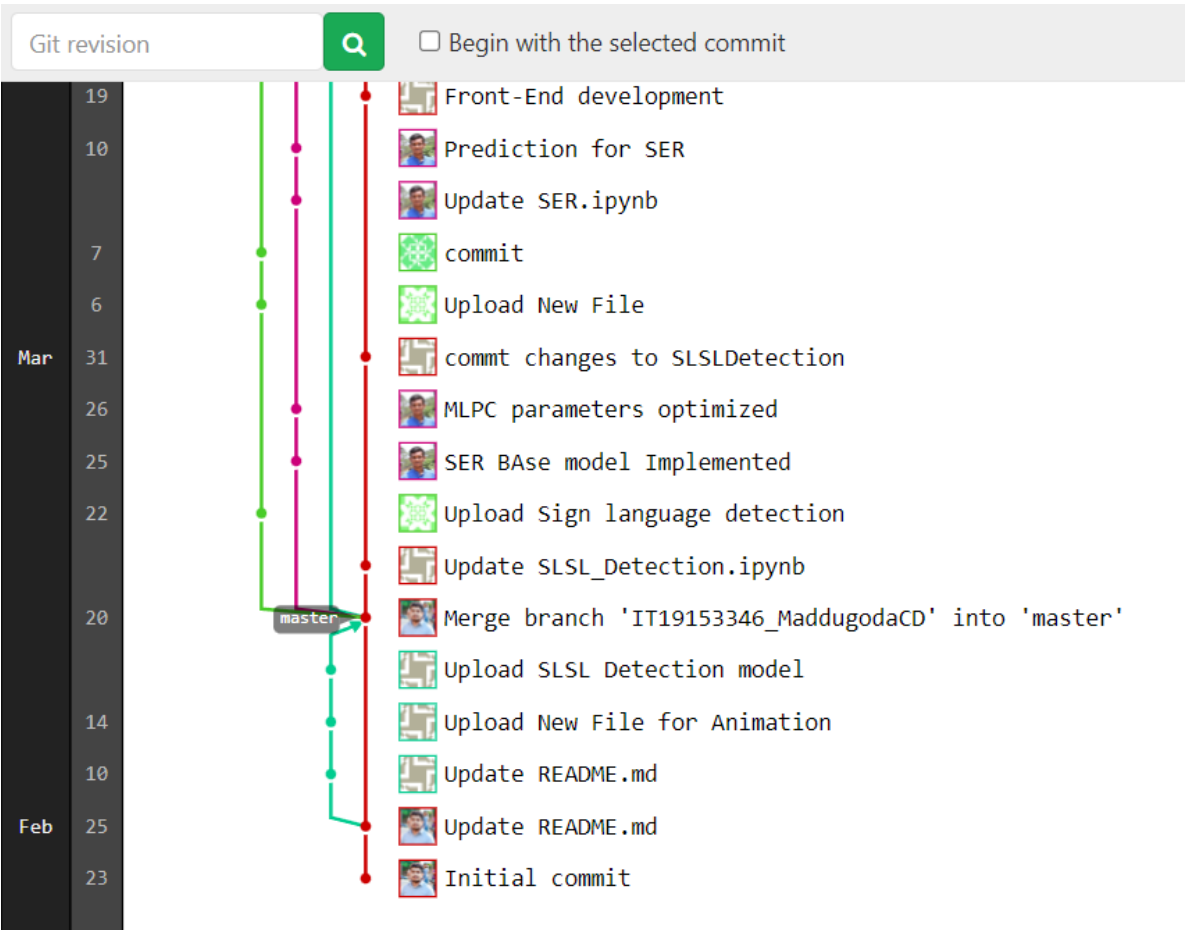 Git revision
Begin with the selected commit
19 Front-End development
10 Prediction for SER
Update SER.ipynb
7 commit
6 Upload New File
Mar 31 commt changes to SLSLDetection
26 MLPC parameters optimized
25 SER BAse model Implemented
22 Upload Sign language detection
Update SLSL_Detection.ipynb
20 master Merge branch 'IT19153346_MaddugodaCD' into 'master'
Upload SLSL Detection model
14 Upload New File for Animation
10 Update README.md
Feb 25 Update README.md
23 Initial commit